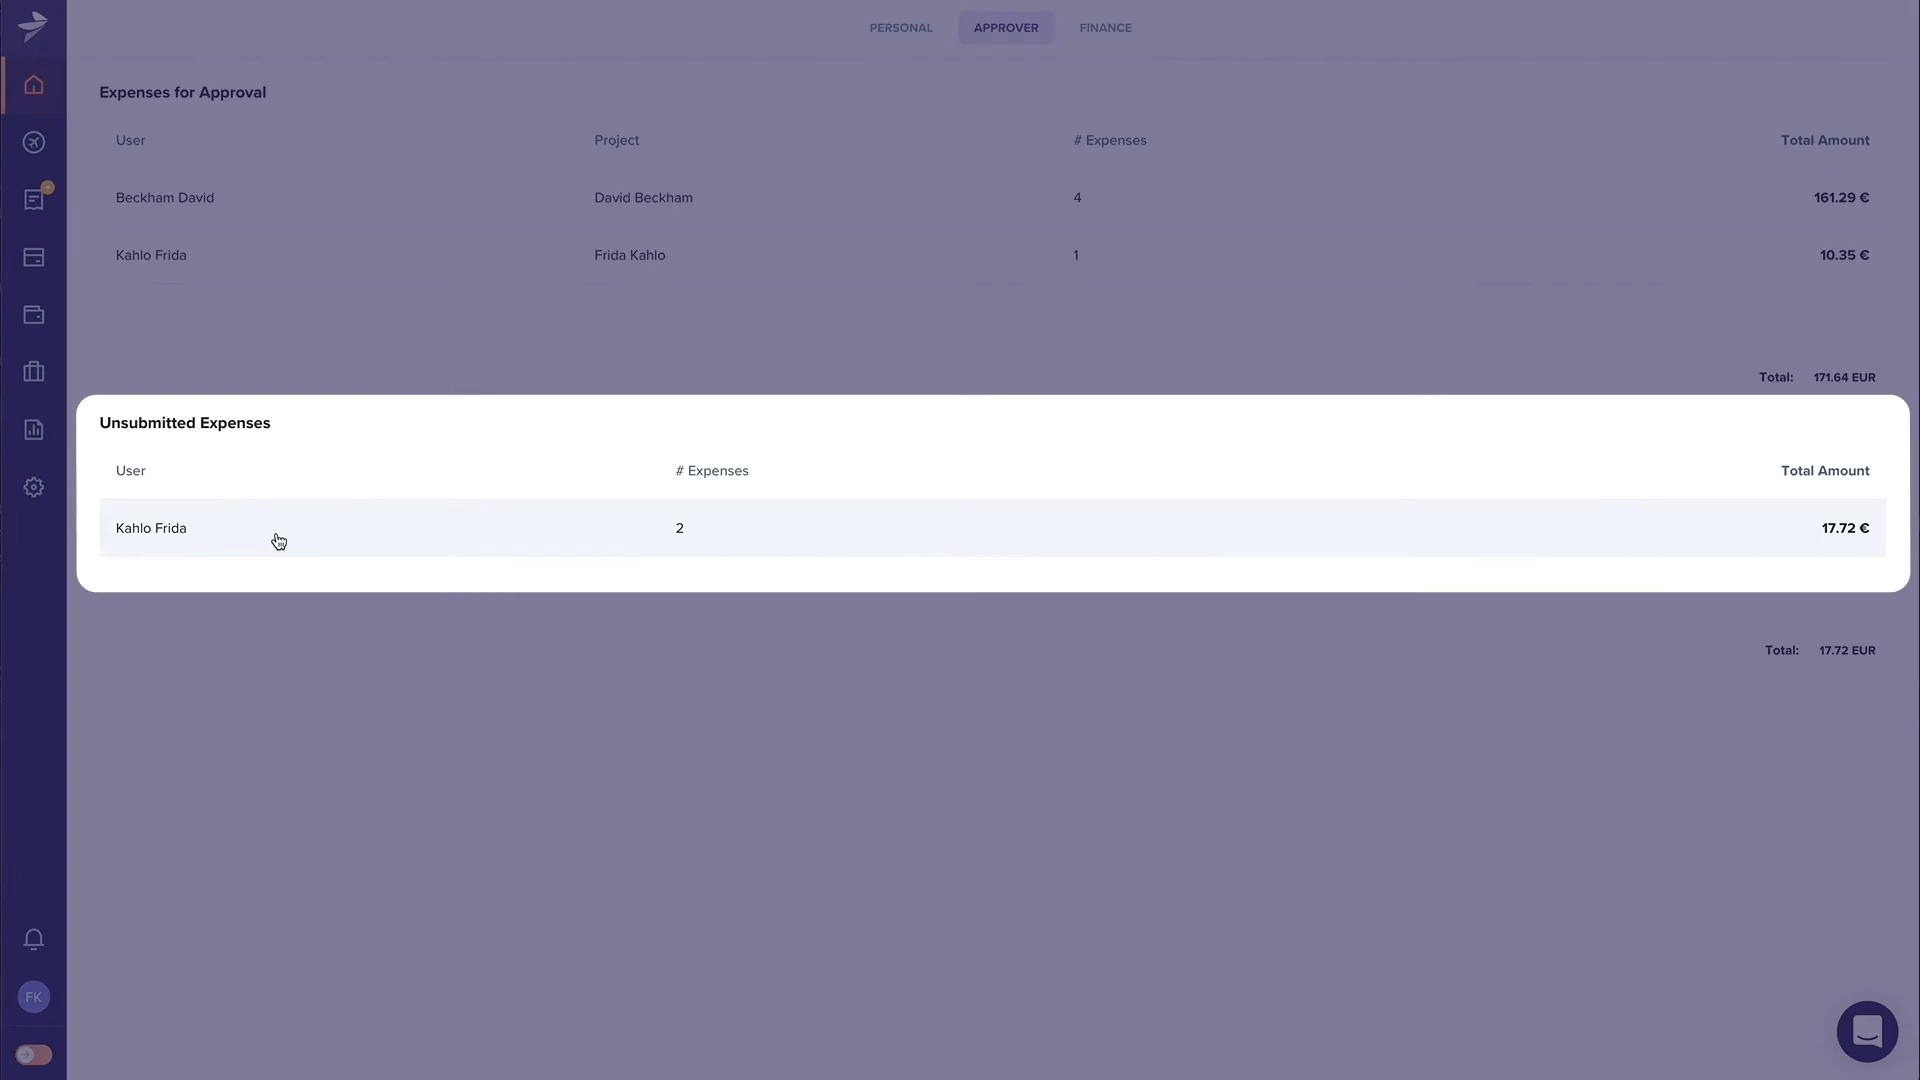 PERSONAL APPROVER FINANCE
Expenses for Approval
User Project # Expenses Total Amount
Beckham David David Beckham 4 161.29 €
Kahlo Frida Frida Kahlo 1 10.35 €
Total: 171.64 EUR
Unsubmitted Expenses
User # Expenses Total Amount
Kahlo Frida 2 17.72 €
Total: 17.72 EUR
FK